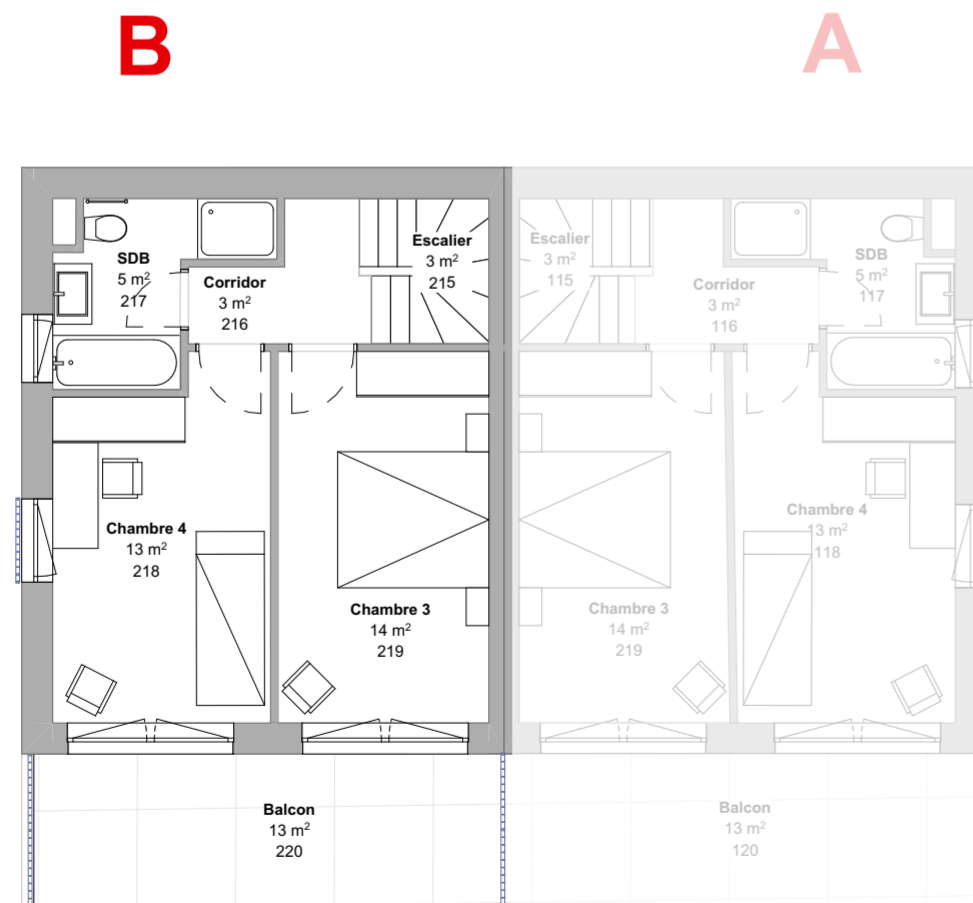 B
A
SDB
5 m²
217
Corridor
3 m²
216
Escalier
3 m²
215
Escalier
3 m²
115
Corridor
3 m²
116
SDB
5 m²
117
Chambre 4
13 m²
218
Chambre 3
14 m²
219
Chambre 3
14 m²
219
Chambre 4
13 m²
118
Balcon
13 m²
220
Balcon
13 m²
120